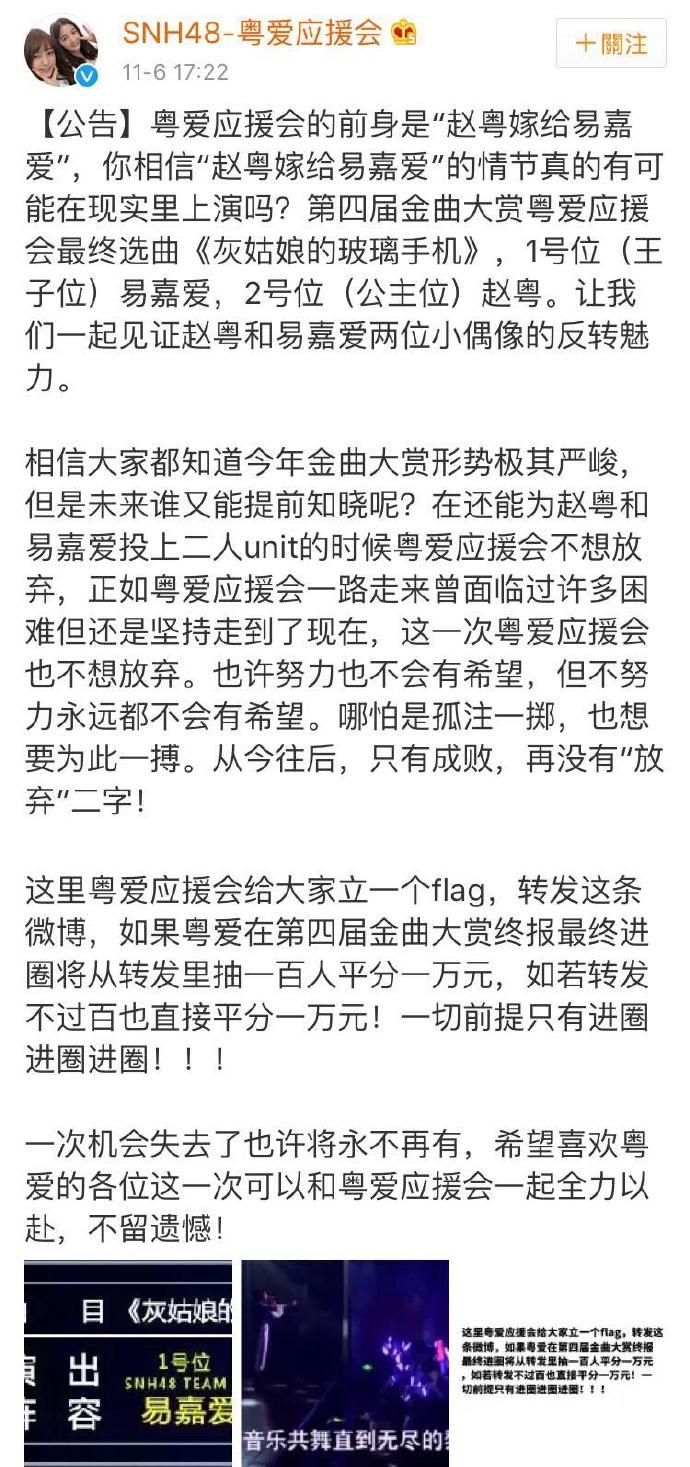 SNH48-粤爱应援会
11-6 17:22
+關注
【公告】粤爱应援会的前身是“赵粤嫁给易嘉
爱”，你相信“赵粤嫁给易嘉爱”的情节真的有可
能在现实里上演吗？第四届金曲大赏粤爱应援
会最终选曲《灰姑娘的玻璃手机》，1号位（王
子位）易嘉爱，2号位（公主位）赵粤。让我
们一起见证赵粤和易嘉爱两位小偶像的反转魅
力。
相信大家都知道今年金曲大赏形势极其严峻，
但是未来谁又能提前知晓呢？在还能为赵粤和
易嘉爱投上二人unit的时候粤爱应援会不想放
弃，正如粤爱应援会一路走来曾面临过许多困
难但还是坚持走到了现在，这一次粤爱应援会
也不想放弃。也许努力也不会有希望，但不努
力永远都不会有希望。哪怕是孤注一掷，也想
要为此一搏。从今往后，只有成败，再没有“放
弃”二字！
这里粤爱应援会给大家立一个flag，转发这条
微博，如果粤爱在第四届金曲大赏终报最终进
圈将从转发里抽一百人平分一万元，如若转发
不过百也直接平分一万元！一切前提只有进圈
进圈进圈！！！
一次机会失去了也许将永不再有，希望喜欢粤
爱的各位这一次可以和粤爱应援会一起全力以
赴，不留遗憾！
目 《灰姑娘的
演 出 1号位
SNH48 TEAM
阵 容 易嘉爱
音乐共舞直到无尽的
这里粤爱应援会给大家立一个flag，转发这
条微博，如果粤爱在第四届金曲大赏终报
最终进圈将从转发里抽一百人平分一万元
，如若转发不过百也直接平分一万元！一
切前提只有进圈进圈进圈！！！